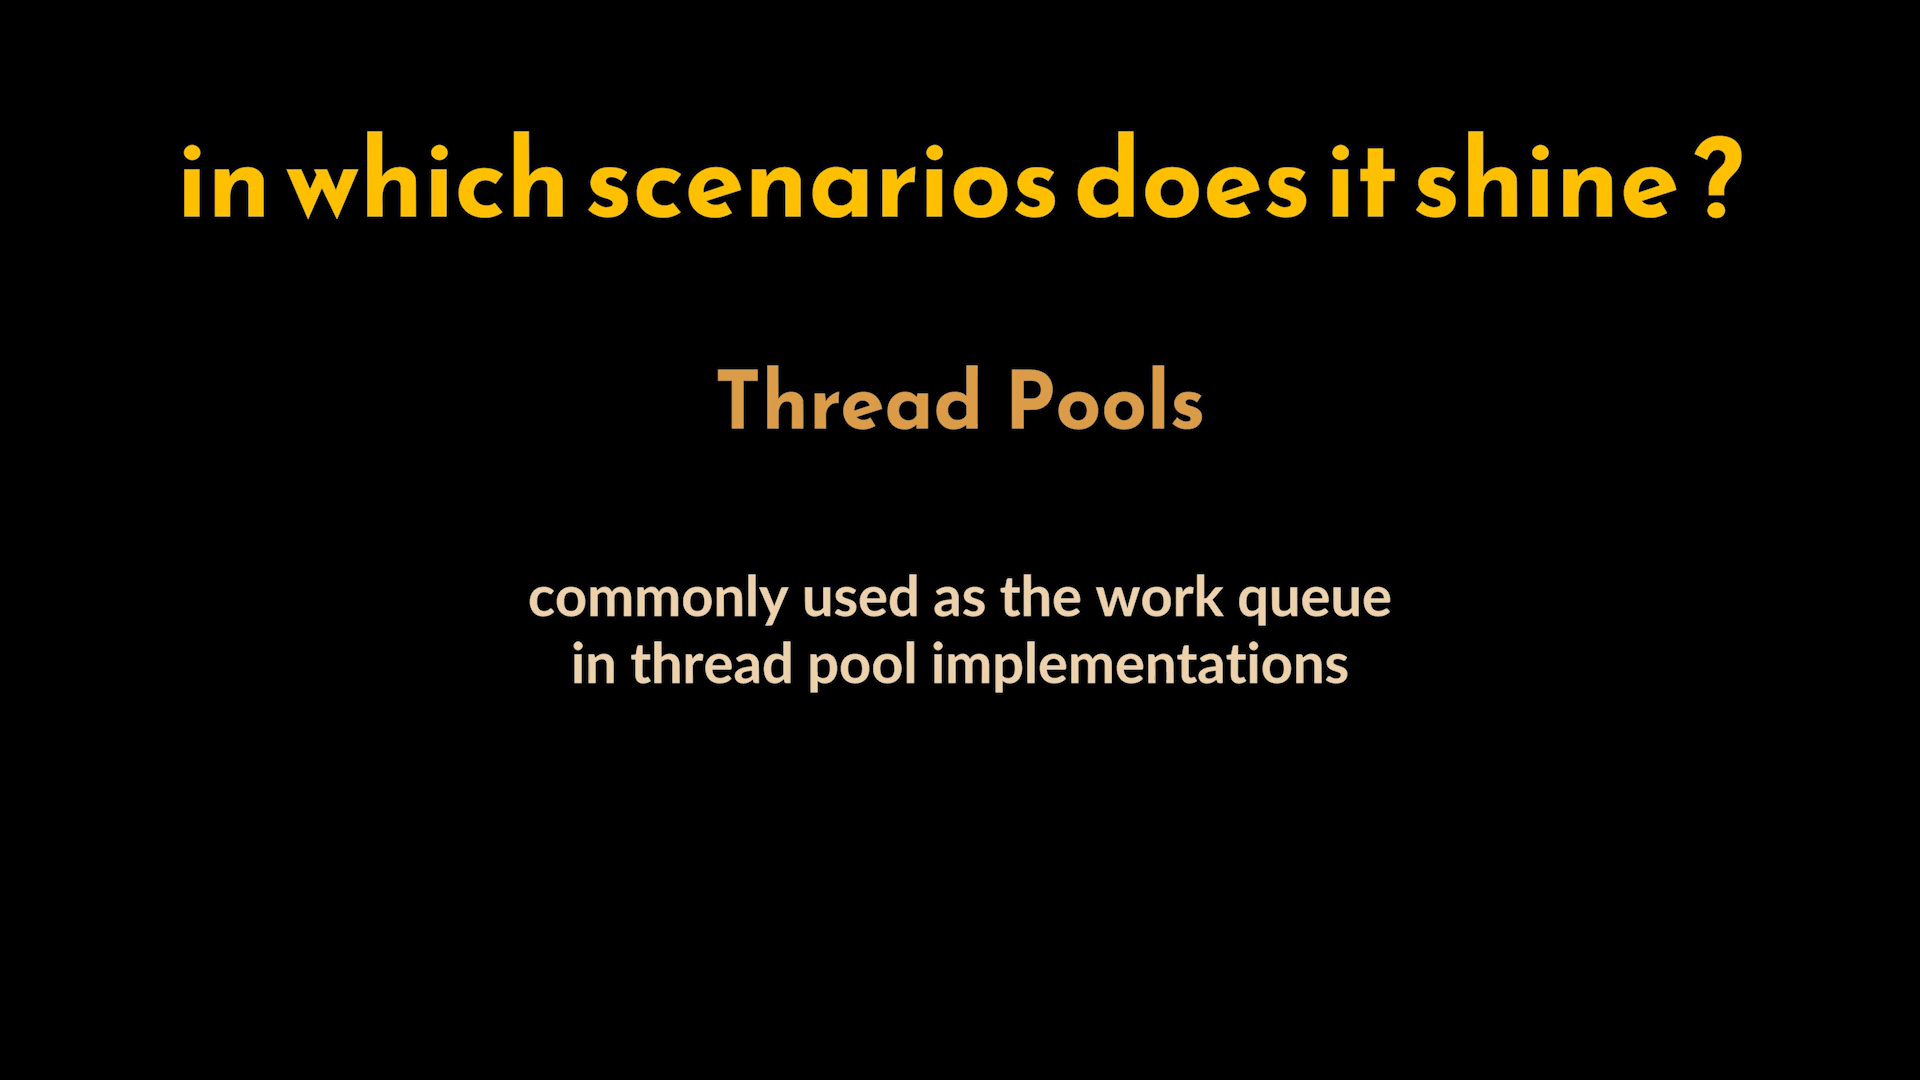 in which scenarios does it shine ?
Thread Pools
commonly used as the work queue
in thread pool implementations